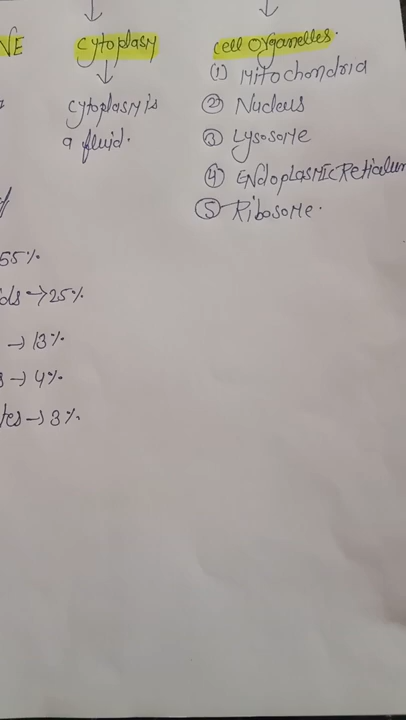 cytoplasm
cytoplasm is
a fluid.
55%
→ 25%
→ 13%
→ 4%
→ 3%
cell organelles.
① Mitochondria
② Nucleus
③ Lysosome
④ Endoplasmic Reticulum
⑤ Ribosome.